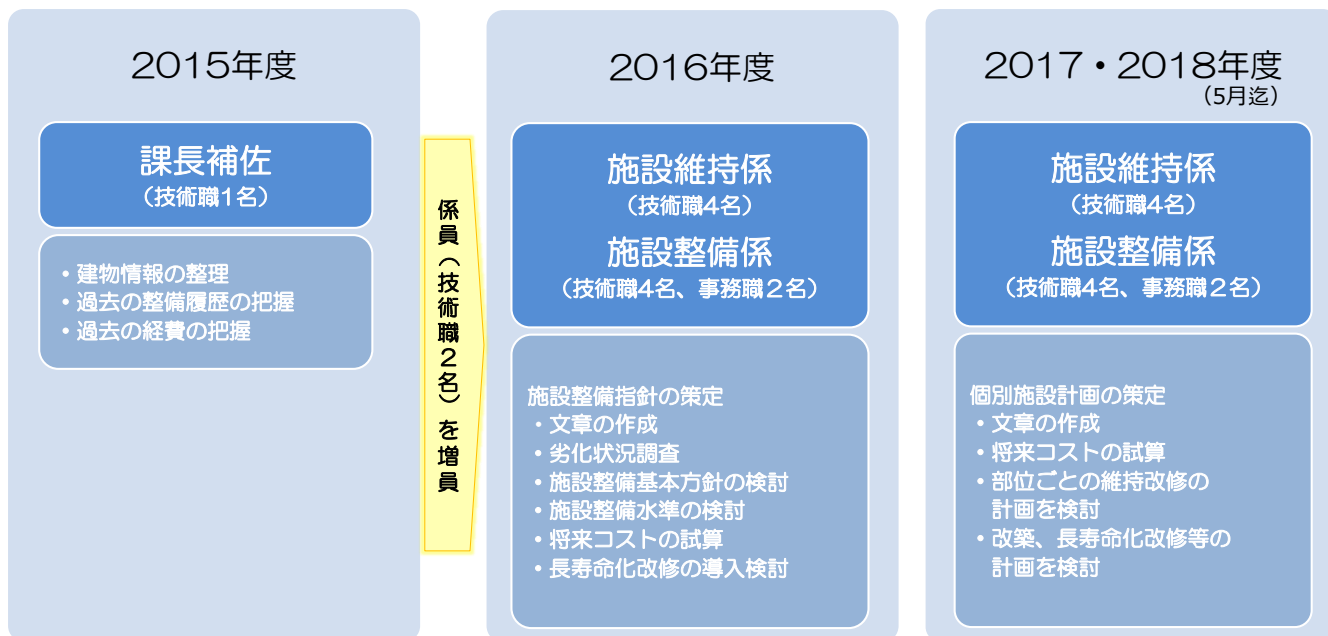 2015年度
課長補佐
（技術職1名）
・建物情報の整理
・過去の整備履歴の把握
・過去の経費の把握
係員（技術職２名）を増員
2016年度
施設維持係
（技術職4名）
施設整備係
（技術職4名、事務職２名）
施設整備指針の策定
・文章の作成
・劣化状況調査
・施設整備基本方針の検討
・施設整備水準の検討
・将来コストの試算
・長寿命化改修の導入検討
2017・2018年度
（5月迄）
施設維持係
（技術職4名）
施設整備係
（技術職4名、事務職２名）
個別施設計画の策定
・文章の作成
・将来コストの試算
・部位ごとの維持改修の
計画を検討
・改築、長寿命化改修等の
計画を検討